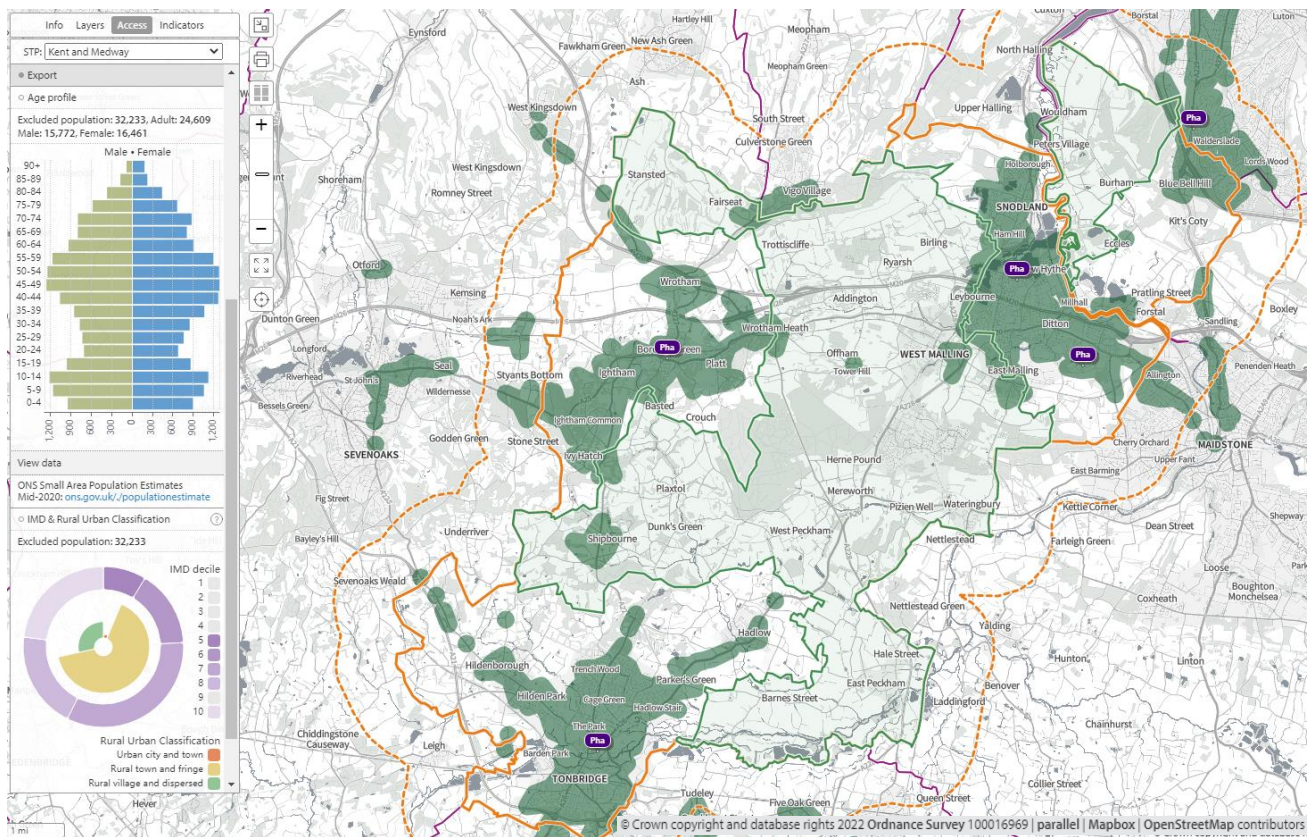 Info Layers Access Indicators
STP: Kent and Medway
Export
Age profile
Excluded population: 32,233, Adult: 24,609
Male: 15,772, Female: 16,461
Male • Female
90+
85-89
80-84
75-79
70-74
65-69
60-64
55-59
50-54
45-49
40-44
35-39
30-34
25-29
20-24
15-19
10-14
5-9
0-4
1,200 900 600 300 0 300 600 900 1,200
View data
ONS Small Area Population Estimates
Mid-2020: ons.gov.uk/./populationestimate
IMD & Rural Urban Classification ?
Excluded population: 32,233
IMD decile
1
2
3
4
5
6
7
8
9
10
Rural Urban Classification
Urban city and town
Rural town and fringe
Rural village and dispersed
1 mi
+
−
Hartley Hill
Meopham
Cuxton
Borstal
Luton
Eynsford
Fawkham Green
New Ash Green
Meopham Green
North Halling
Ash
West Kingsdown
South Street
Upper Halling
Wouldham
Pha
Walderslade
Culverstone Green
Peters Village
Lords Wood
Shoreham
West Kingsdown
Romney Street
Stansted
Holborough
Burham
Blue Bell Hill
Fairseat
Vigo Village
SNODLAND
Kit's Coty
Trottiscliffe
Birling
Ham Hill
Eccles
Otford
Kemsing
Wrotham
Ryarsh
Pha
Addington
Leybourne
Millhall
Pratling Street
Forstal
Boxley
Dunton Green
Noah's Ark
Wrotham Heath
Ditton
Sandling
Longford
Pha
Offham
WEST MALLING
Pha
Penenden Heath
Riverhead
St John's
Seal
Styants Bottom
Ightham
Platt
Tower Hill
East Malling
Allington
Bessels Green
Wildernesse
Basted
Crouch
Ightham Common
Godden Green
Stone Street
Cherry Orchard
MAIDSTONE
SEVENOAKS
Ivy Hatch
Herne Pound
East Barming
Upper Fant
Fig Street
Plaxtol
Mereworth
Pizien Well
Wateringbury
Kettle Corner
Shepway
Bayley's Hill
Underriver
Dunk's Green
West Peckham
Dean Street
Shipbourne
Nettlestead
Farleigh Green
Loose
Park
Sevenoaks Weald
Boughton
Monchelsea
Coxheath
Nettlestead Green
Yalding
Hadlow
Hildenborough
Trench Wood
Hale Street
Hunton
Linton
Hilden Park
Cage Green
Parker's Green
East Peckham
Benover
Hadlow Stair
Barnes Street
Laddingford
The Park
Chainhurst
Chiddingstone
Causeway
Leigh
Pha
Barden Park
TONBRIDGE
Collier Street
Hever
Tudeley
Five Oak Green
Queen Street
© Crown copyright and database rights 2022 Ordnance Survey 100016969 | parallel | Mapbox | OpenStreetMap contributors